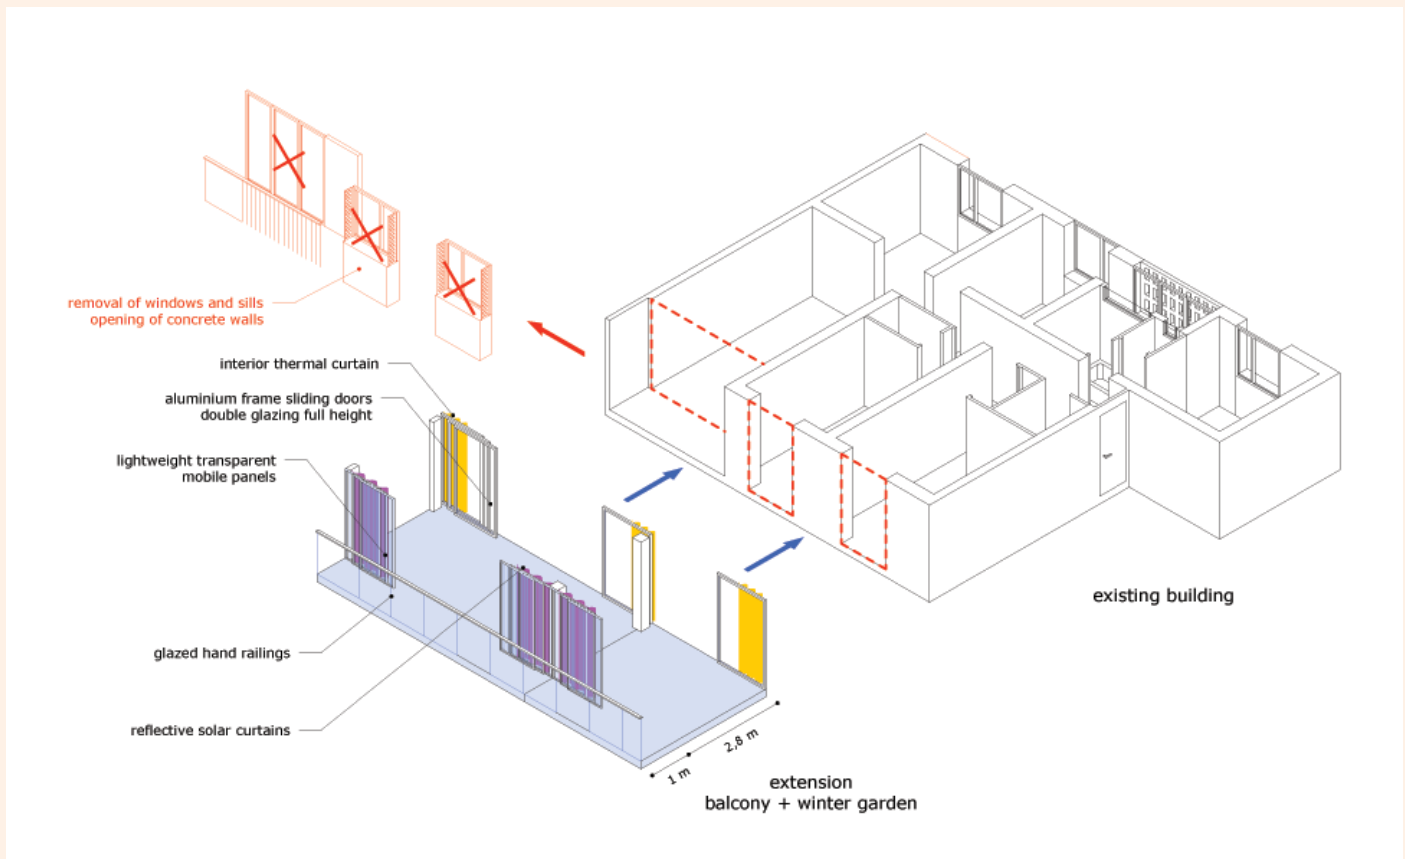 removal of windows and sills
opening of concrete walls
interior thermal curtain
aluminium frame sliding doors
double glazing full height
lightweight transparent
mobile panels
glazed hand railings
reflective solar curtains
existing building
2,8 m
1 m
extension
balcony + winter garden